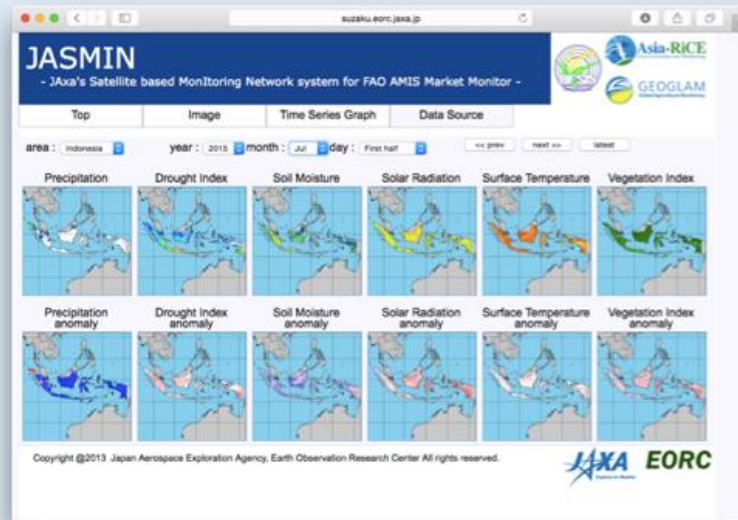 suzaku.eorc.jaxa.jp
JASMIN
- JAxa's Satellite based MonItoring Network system for FAO AMIS Market Monitor -
Asia-RiCE
GEOGLAM
Top Image Time Series Graph Data Source
area : Indonesia year : 2015 month : Jul day : First half << prev next >> latest
Precipitation Drought Index Soil Moisture Solar Radiation Surface Temperature Vegetation Index
Precipitation anomaly Drought Index anomaly Soil Moisture anomaly Solar Radiation anomaly Surface Temperature anomaly Vegetation Index anomaly
Copyright @2013 Japan Aerospace Exploration Agency, Earth Observation Research Center All rights reserved.
JAXA EORC